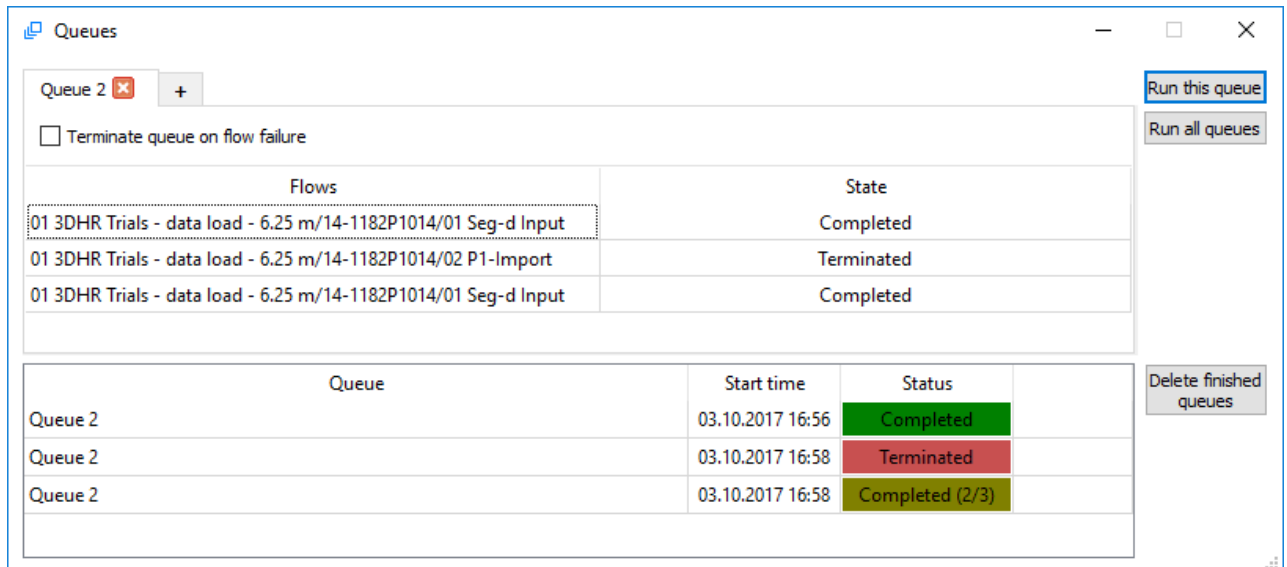 Queues
Queue 2 +
Run this queue
Terminate queue on flow failure
Run all queues
Flows State
01 3DHR Trials - data load - 6.25 m/14-1182P1014/01 Seg-d Input Completed
01 3DHR Trials - data load - 6.25 m/14-1182P1014/02 P1-Import Terminated
01 3DHR Trials - data load - 6.25 m/14-1182P1014/01 Seg-d Input Completed
Queue Start time Status
Delete finished
queues
Queue 2 03.10.2017 16:56 Completed
Queue 2 03.10.2017 16:58 Terminated
Queue 2 03.10.2017 16:58 Completed (2/3)